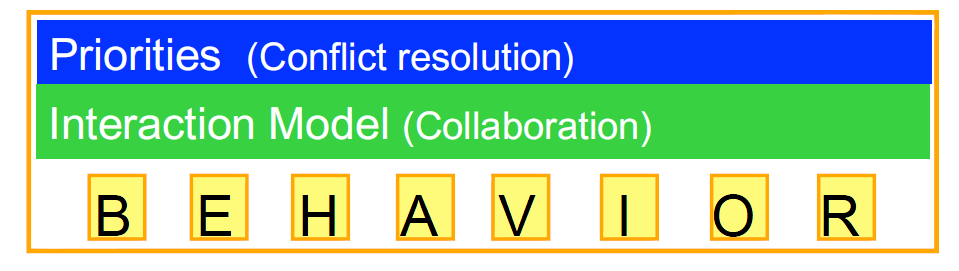 Priorities (Conflict resolution)
Interaction Model (Collaboration)
B E H A V I O R